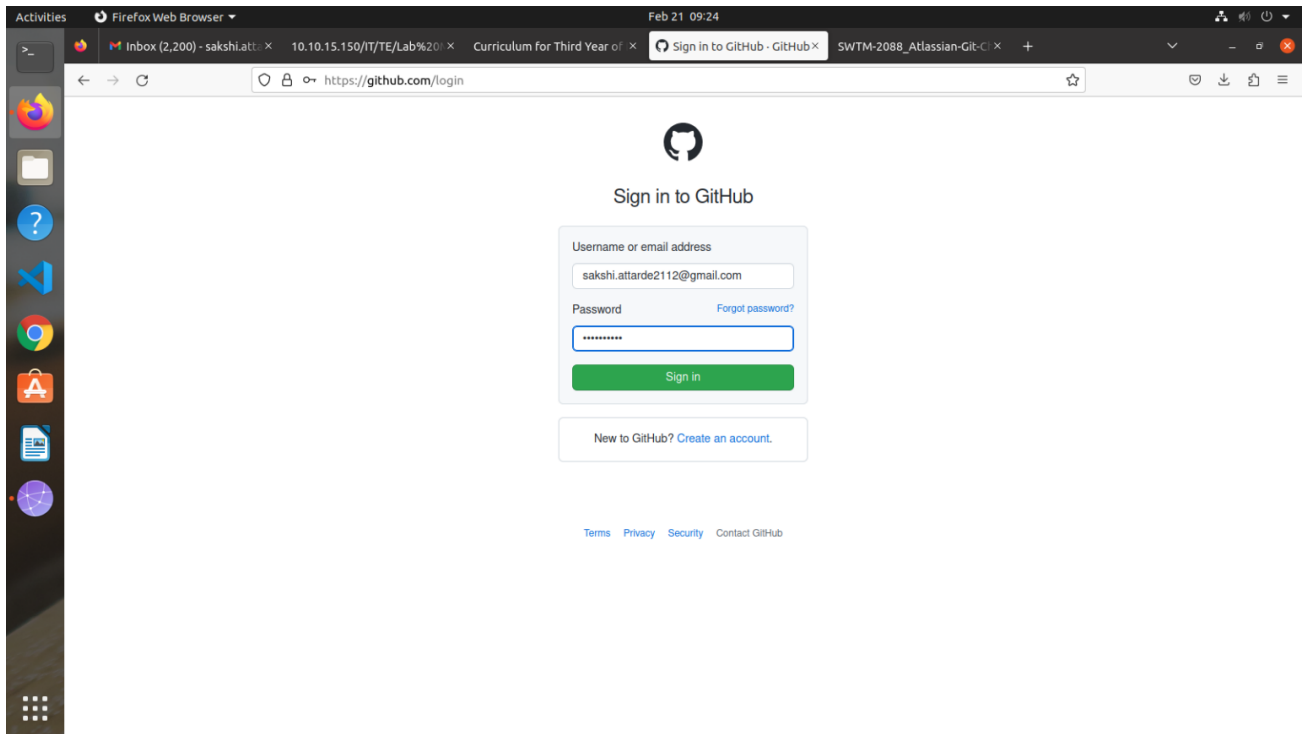 Activities Firefox Web Browser Feb 21 09:24
Inbox (2,200) - sakshi.atta 10.10.15.150/IT/TE/Lab%20 Curriculum for Third Year of Sign in to GitHub · GitHub SWTM-2088_Atlassian-Git-C
https://github.com/login
Sign in to GitHub
Username or email address
sakshi.attarde2112@gmail.com
Password Forgot password?
Sign in
New to GitHub? Create an account.
Terms Privacy Security Contact GitHub